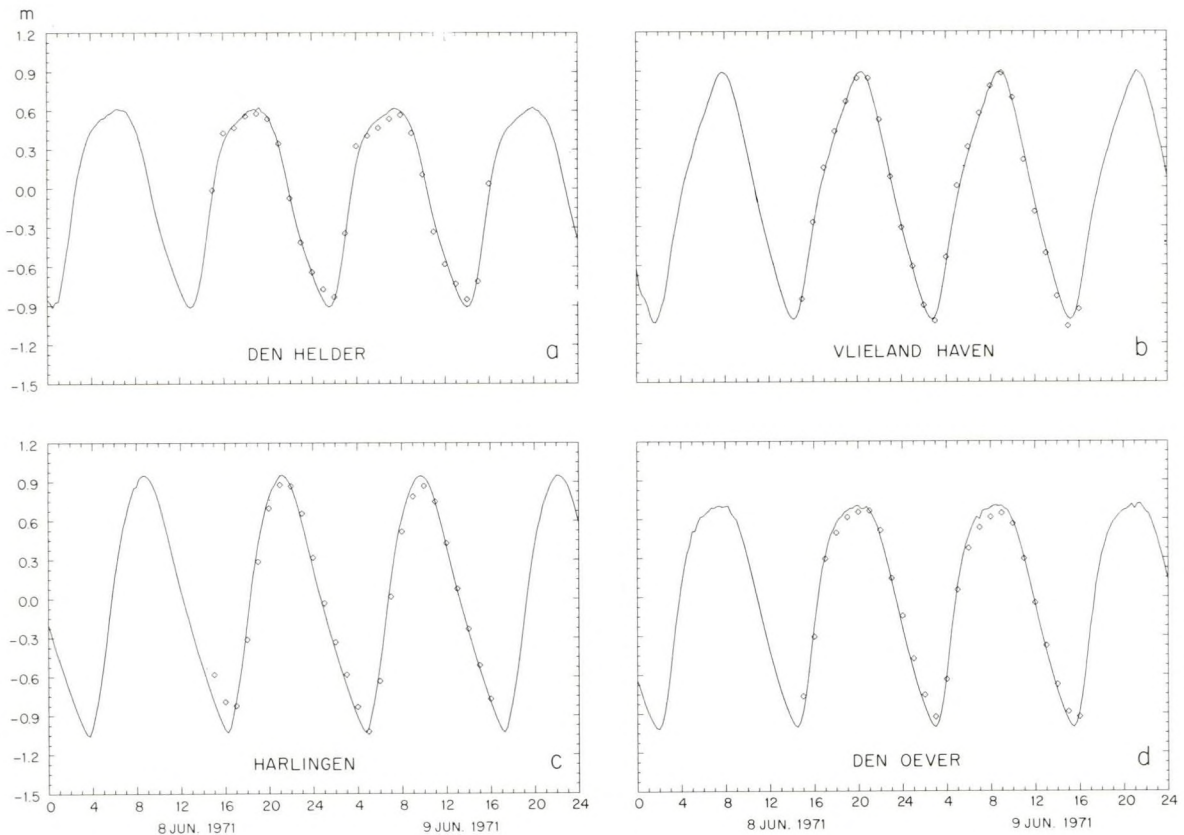 m
1.2
0.9
0.6
0.3
0.0
-0.3
-0.6
-0.9
-1.2
-1.5
DEN HELDER a
VLIELAND HAVEN b
1.2
0.9
0.6
0.3
0.0
-0.3
-0.6
-0.9
-1.2
-1.5
HARLINGEN c
DEN OEVER d
0 4 8 12 16 20 24 4 8 12 16 20 24
8 JUN. 1971 9 JUN. 1971
0 4 8 12 16 20 24 4 8 12 16 20 24
8 JUN. 1971 9 JUN. 1971